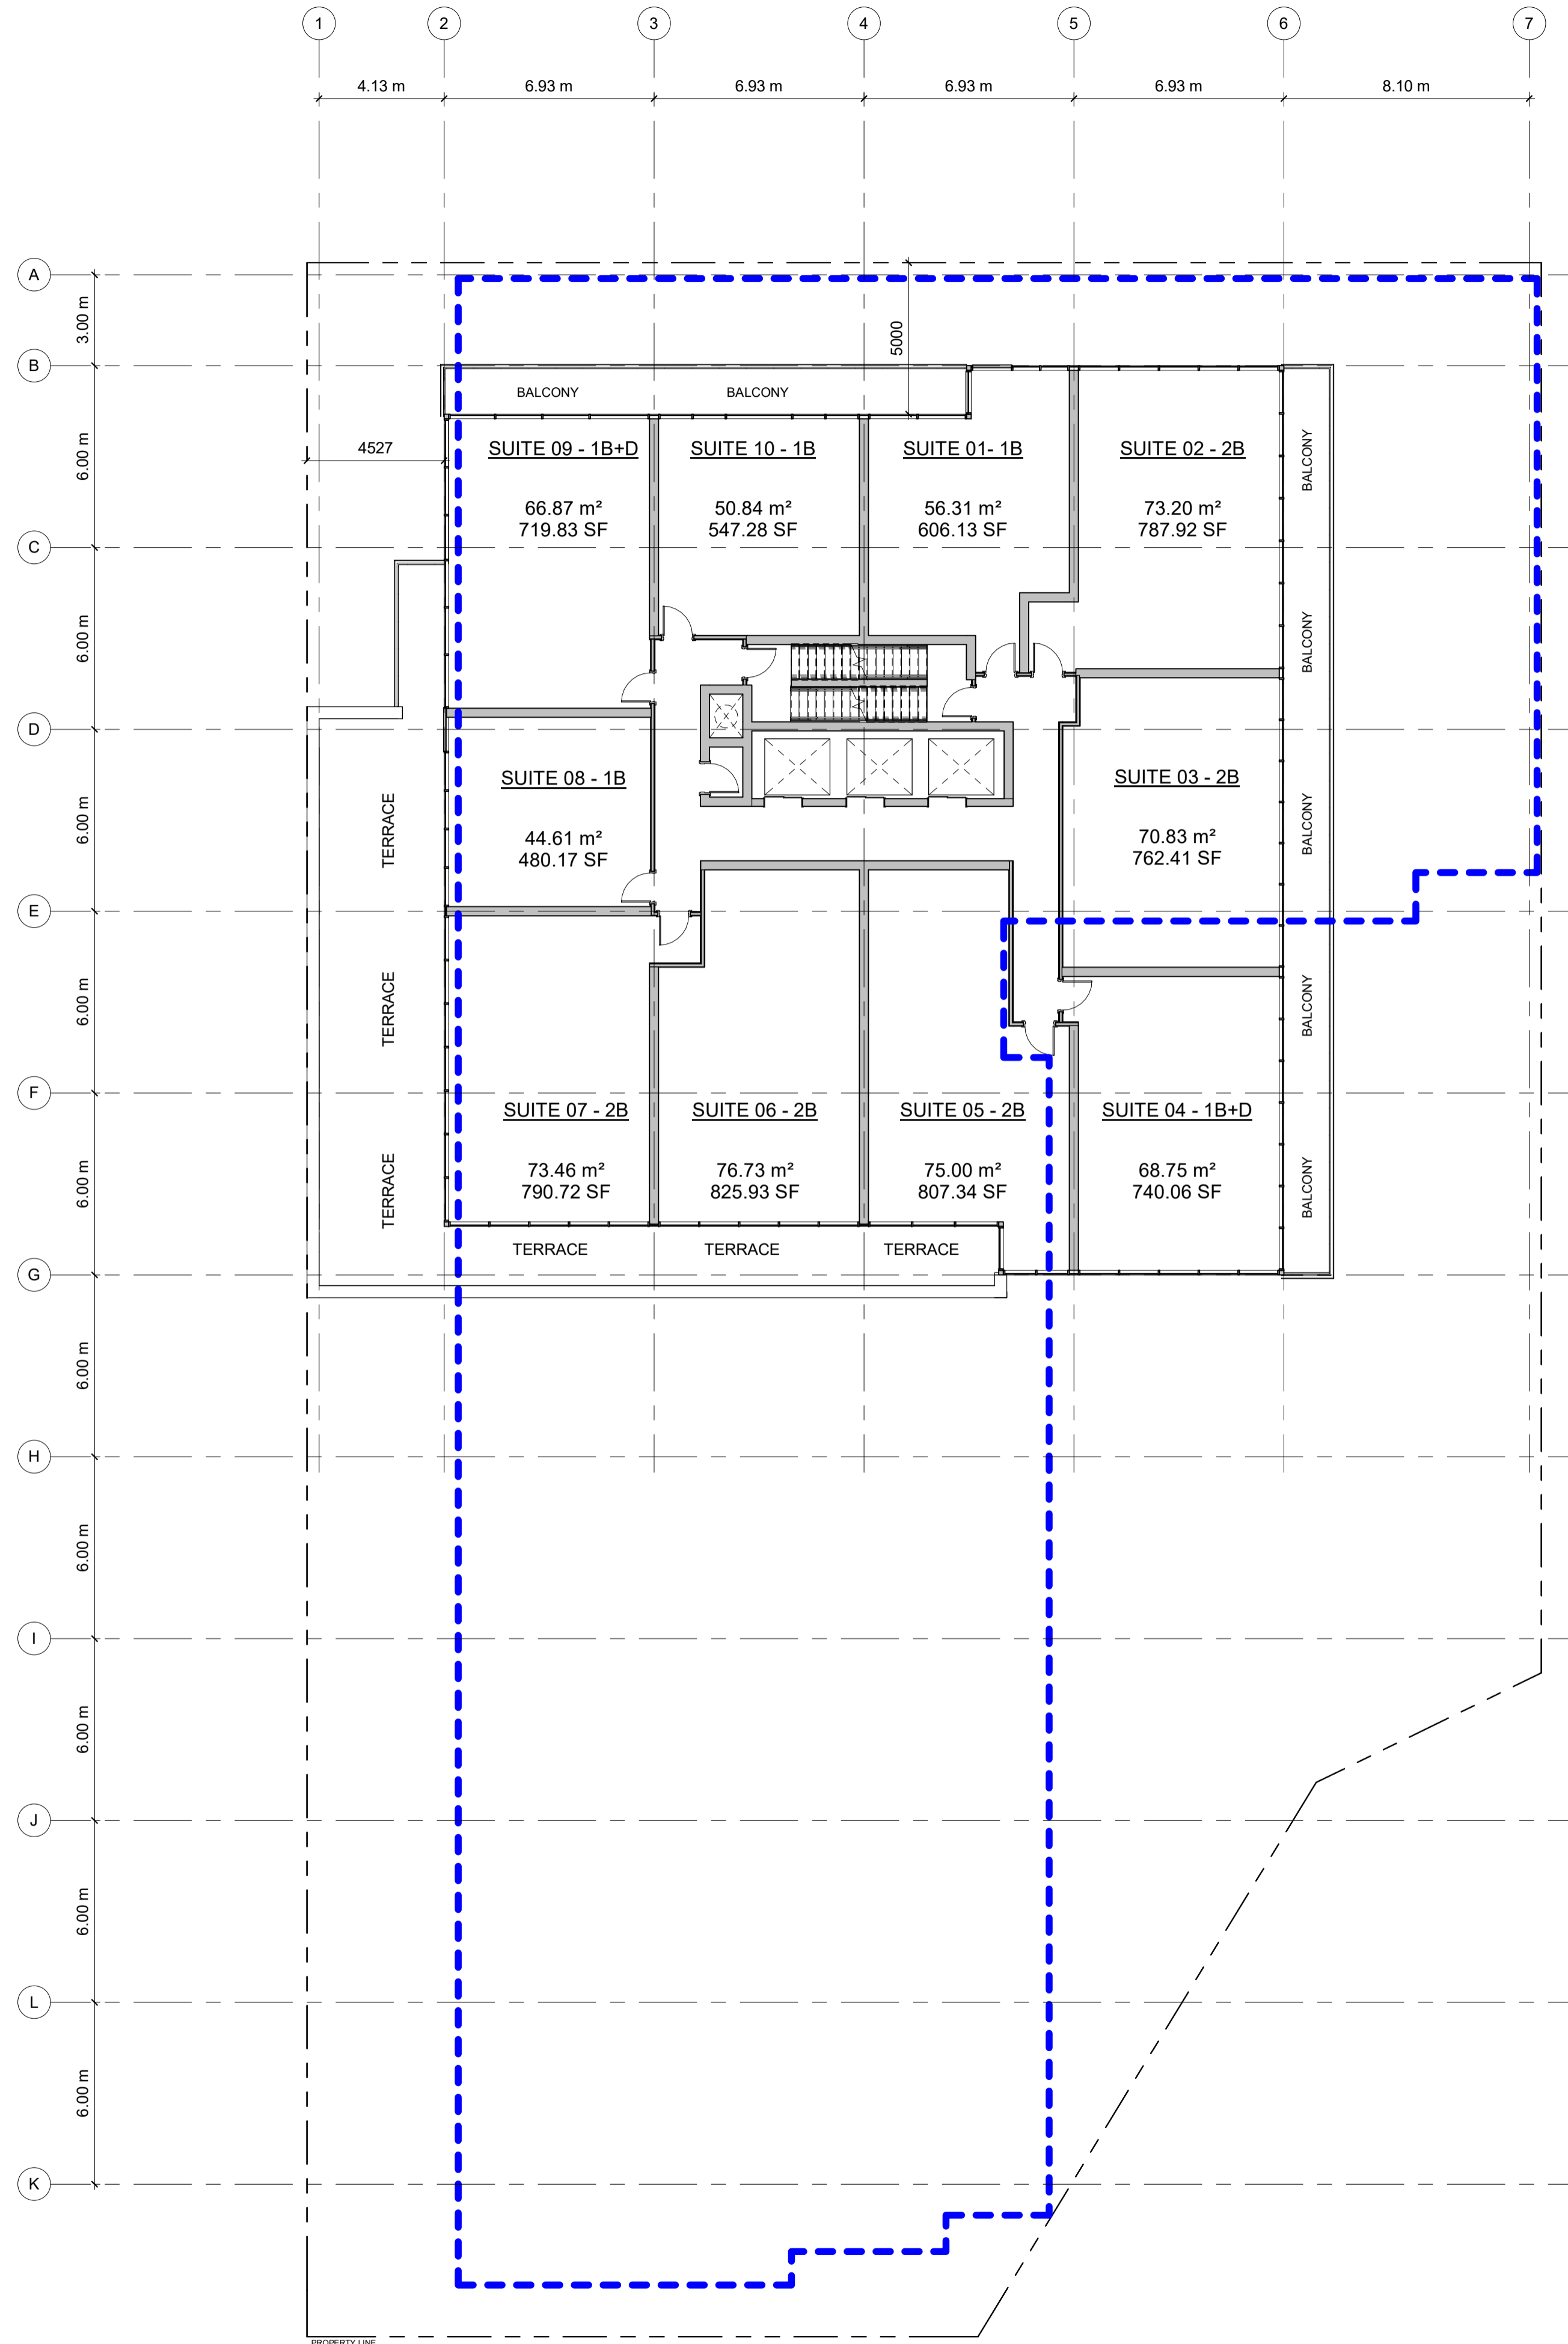 1 2 3 4 5 6 7
4.13 m 6.93 m 6.93 m 6.93 m 6.93 m 8.10 m
A
3.00 m
5000
B
BALCONY BALCONY
6.00 m
4527
SUITE 09 - 1B+D SUITE 10 - 1B SUITE 01- 1B SUITE 02 - 2B
BALCONY
66.87 m² 50.84 m² 56.31 m² 73.20 m²
719.83 SF 547.28 SF 606.13 SF 787.92 SF
C
6.00 m
BALCONY
D
SUITE 08 - 1B SUITE 03 - 2B
6.00 m
TERRACE
BALCONY
44.61 m² 70.83 m²
480.17 SF 762.41 SF
E
6.00 m
TERRACE
BALCONY
F
SUITE 07 - 2B SUITE 06 - 2B SUITE 05 - 2B SUITE 04 - 1B+D
6.00 m
TERRACE
BALCONY
73.46 m² 76.73 m² 75.00 m² 68.75 m²
790.72 SF 825.93 SF 807.34 SF 740.06 SF
TERRACE TERRACE TERRACE
G
6.00 m
H
6.00 m
I
6.00 m
J
6.00 m
L
6.00 m
K
PROPERTY LINE